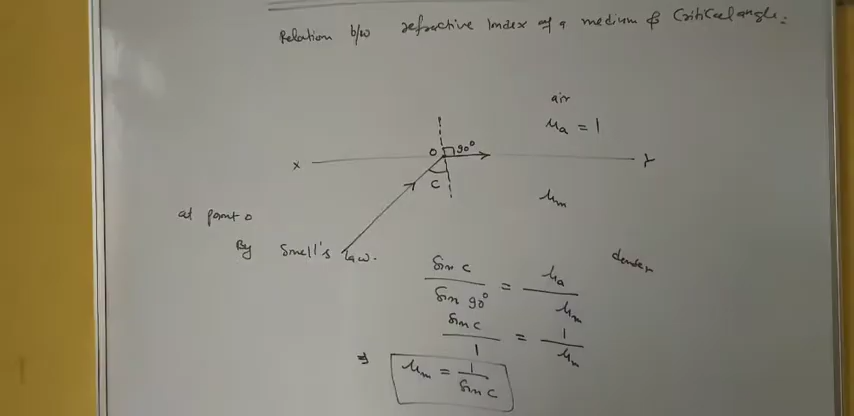 Relation b/w refractive Index of a medium & Critical angle:
air
μa = 1
O 90°
X Y
C
μm
at point O
By Snell's law.
denser
sin c / sin 90° = μa / μm
sin c / 1 = 1 / μm
⇒ μm = 1 / sin c